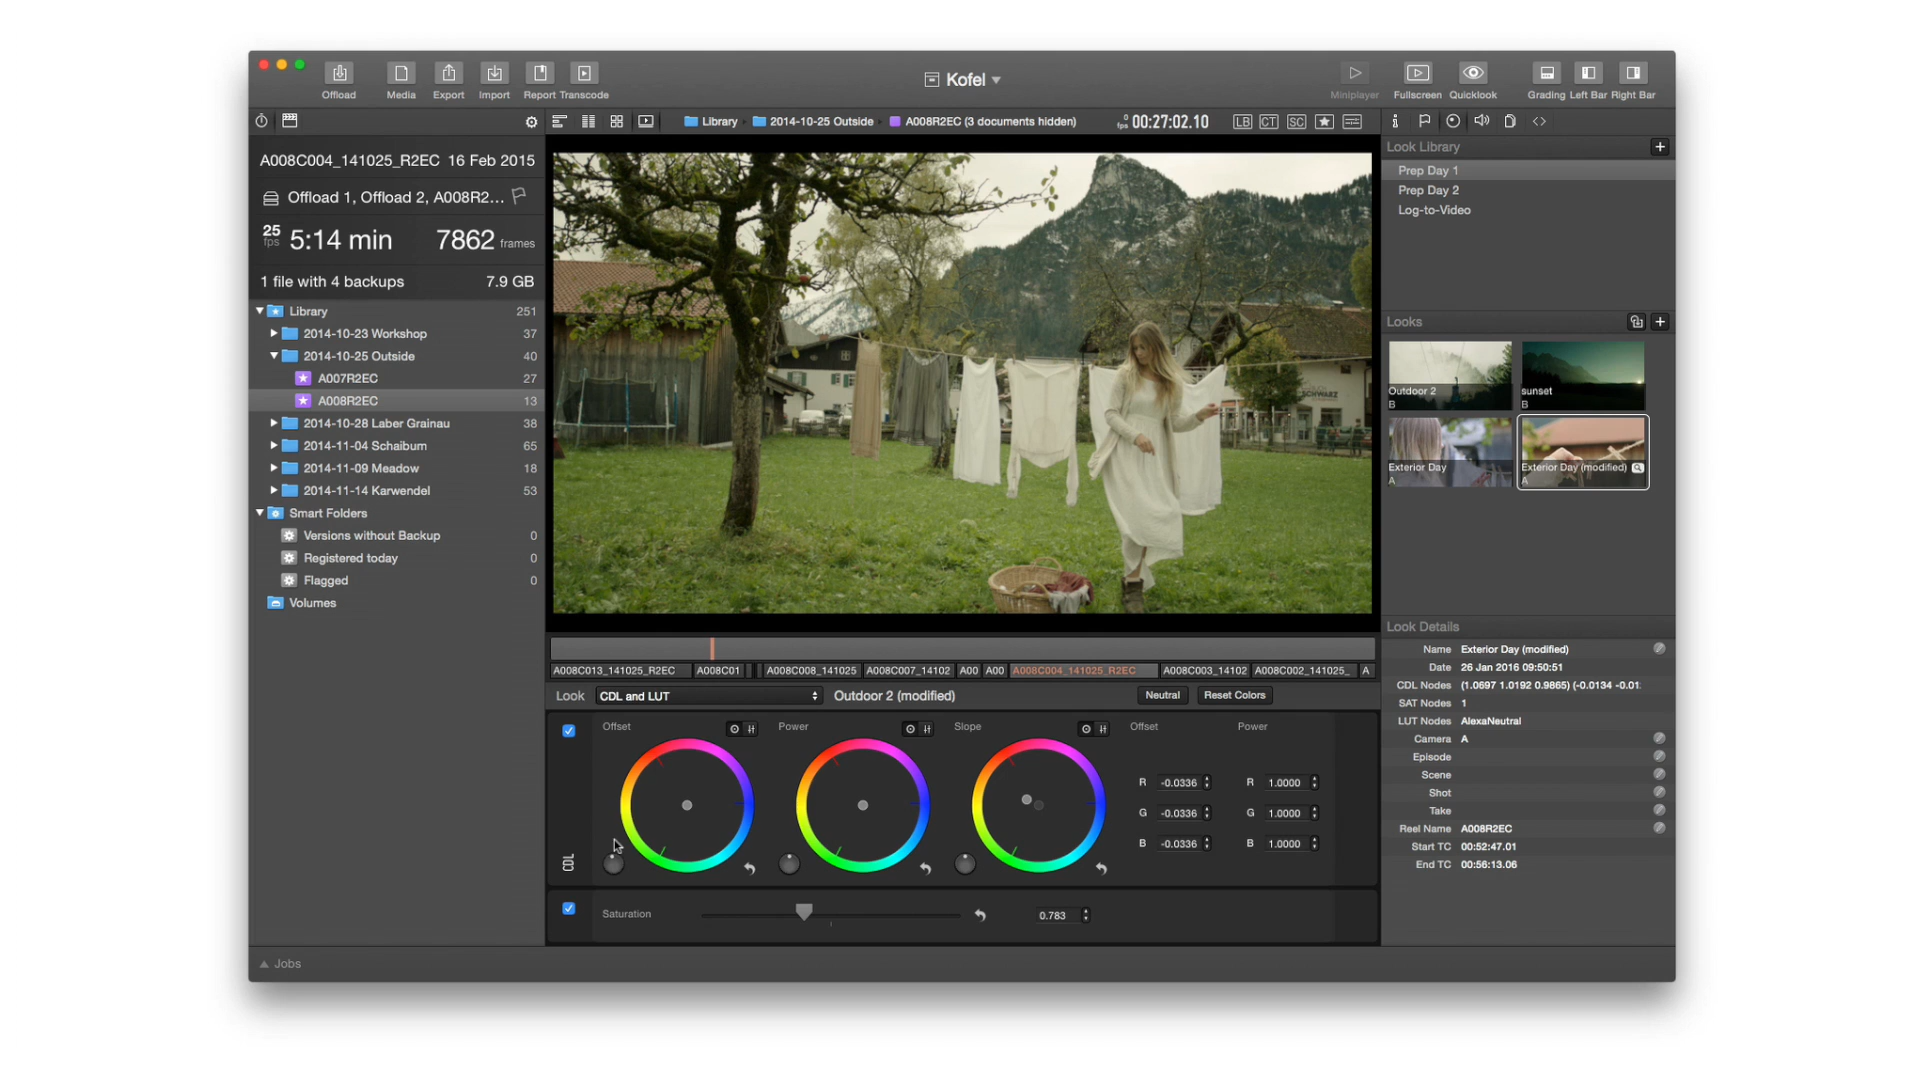 Kofel
Offload
Media
Export
Import
Report
Transcode
Miniplayer
Fullscreen
Quicklook
Grading
Left Bar
Right Bar
Library
2014-10-25 Outside
A008R2EC (3 documents hidden)
fps 00:27:02.10
LB
CT
SC
A008C004_141025_R2EC 16 Feb 2015
Offload 1, Offload 2, A008R2...
25 fps 5:14 min 7862 frames
1 file with 4 backups 7.9 GB
Library 251
2014-10-23 Workshop 37
2014-10-25 Outside 40
A007R2EC 27
A008R2EC 13
2014-10-28 Laber Grainau 38
2014-11-04 Schaibum 65
2014-11-09 Meadow 18
2014-11-14 Karwendel 53
Smart Folders
Versions without Backup 0
Registered today 0
Flagged 0
Volumes
SCHWARZ
A008C013_141025_R2EC
A008C01
A008C008_141025
A008C007_14102
A00
A00
A008C004_141025_R2EC
A008C003_14102
A008C002_141025_
A
Look
CDL and LUT
Outdoor 2 (modified)
Neutral
Reset Colors
CDL
Offset
Power
Slope
Offset
Power
R -0.0336 R 1.0000
G -0.0336 G 1.0000
B -0.0336 B 1.0000
Saturation 0.783
Jobs
Look Library
Prep Day 1
Prep Day 2
Log-to-Video
Looks
Outdoor 2
B
sunset
B
Exterior Day
A
Exterior Day (modified)
A
Look Details
Name Exterior Day (modified)
Date 26 Jan 2016 09:50:51
CDL Nodes (1.0697 1.0192 0.9865) (-0.0134 -0.01
SAT Nodes 1
LUT Nodes AlexaNeutral
Camera A
Episode
Scene
Shot
Take
Reel Name A008R2EC
Start TC 00:52:47.01
End TC 00:56:13.06